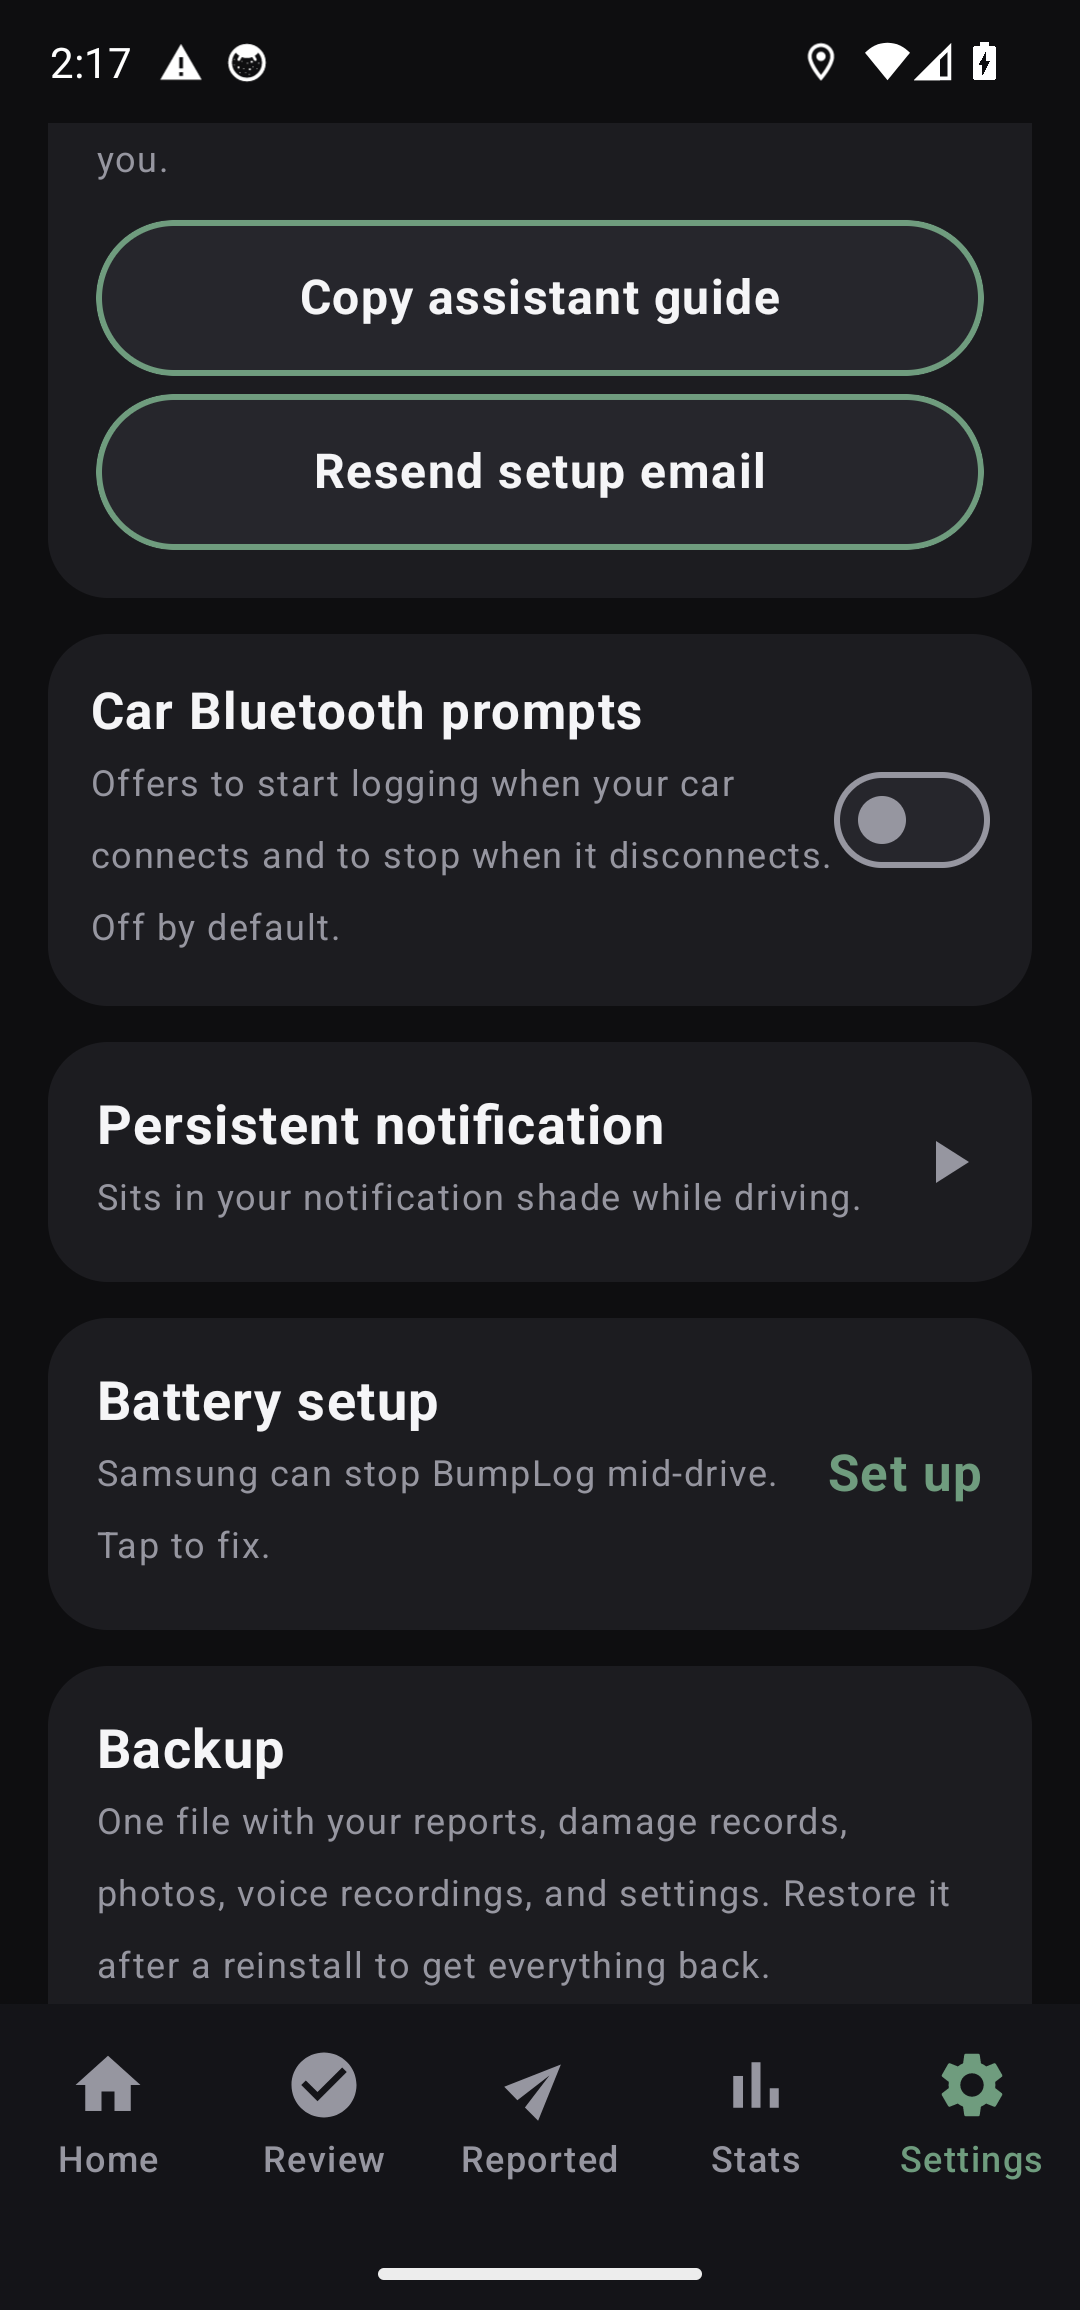 2:17
you.
Copy assistant guide
Resend setup email
Car Bluetooth prompts
Offers to start logging when your car
connects and to stop when it disconnects.
Off by default.
Persistent notification
Sits in your notification shade while driving.
Battery setup
Samsung can stop BumpLog mid-drive.
Tap to fix.
Set up
Backup
One file with your reports, damage records,
photos, voice recordings, and settings. Restore it
after a reinstall to get everything back.
Home
Review
Reported
Stats
Settings